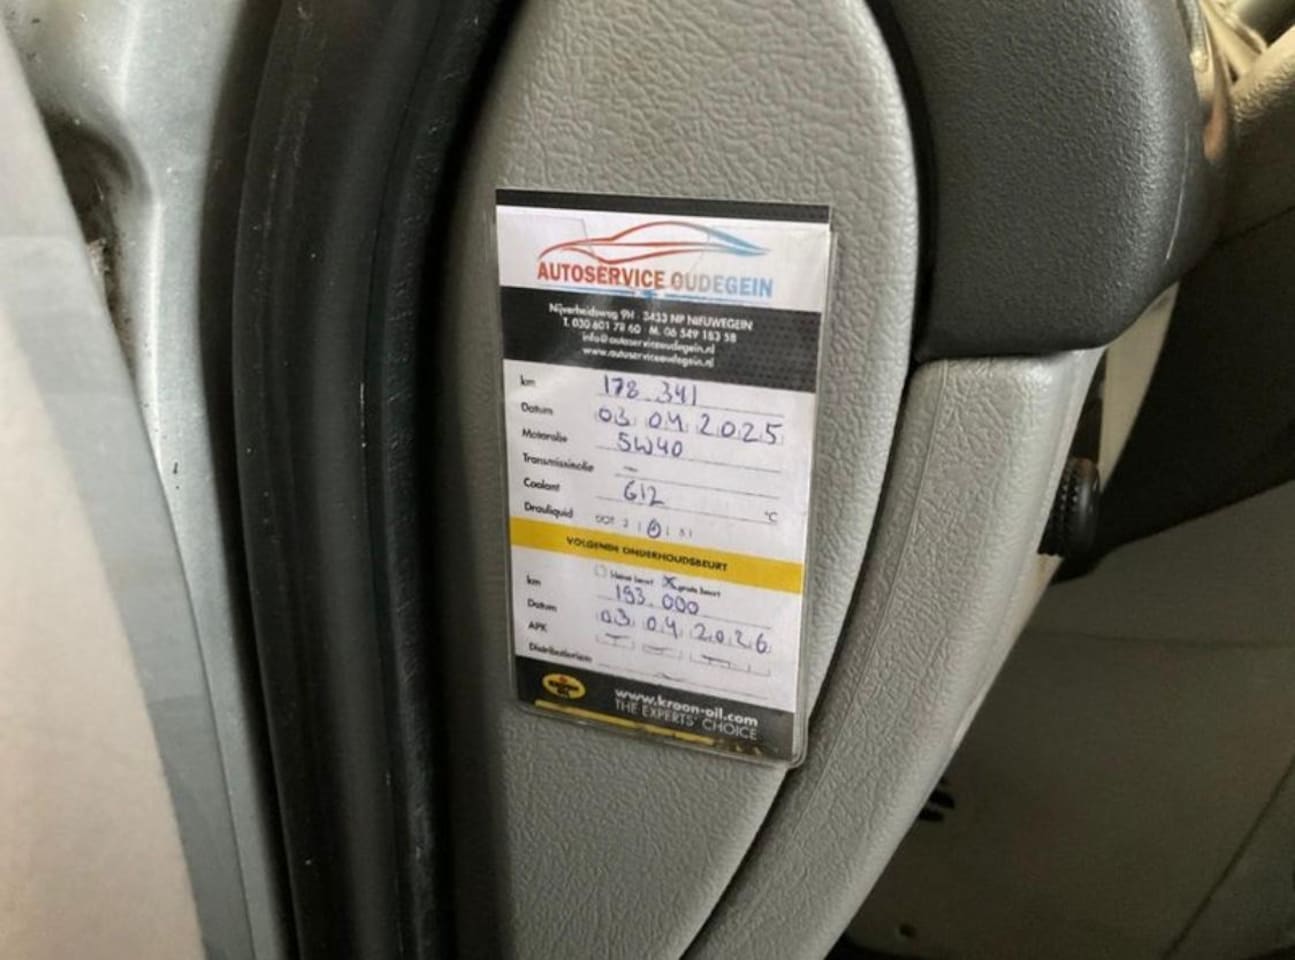 AUTOSERVICE OUDEGEIN
Nijverheidsweg 9H 3433 NP NIEUWEGEIN
T. 030 601 78 60 M. 06 549 183 58
info@autoserviceoudegein.nl
www.autoserviceoudegein.nl
km 178.341
Datum 03 04 2025
Motorolie 5W40
Transmissieolie -
Coolant G12 °C
DOT 3 4 5.1
VOLGENDE ONDERHOUDSBEURT
kleine beurt X grote beurt
km 193.000
Datum 03 04 2026
APK - - -
Distributieriem -
www.kroon-oil.com
THE EXPERTS' CHOICE